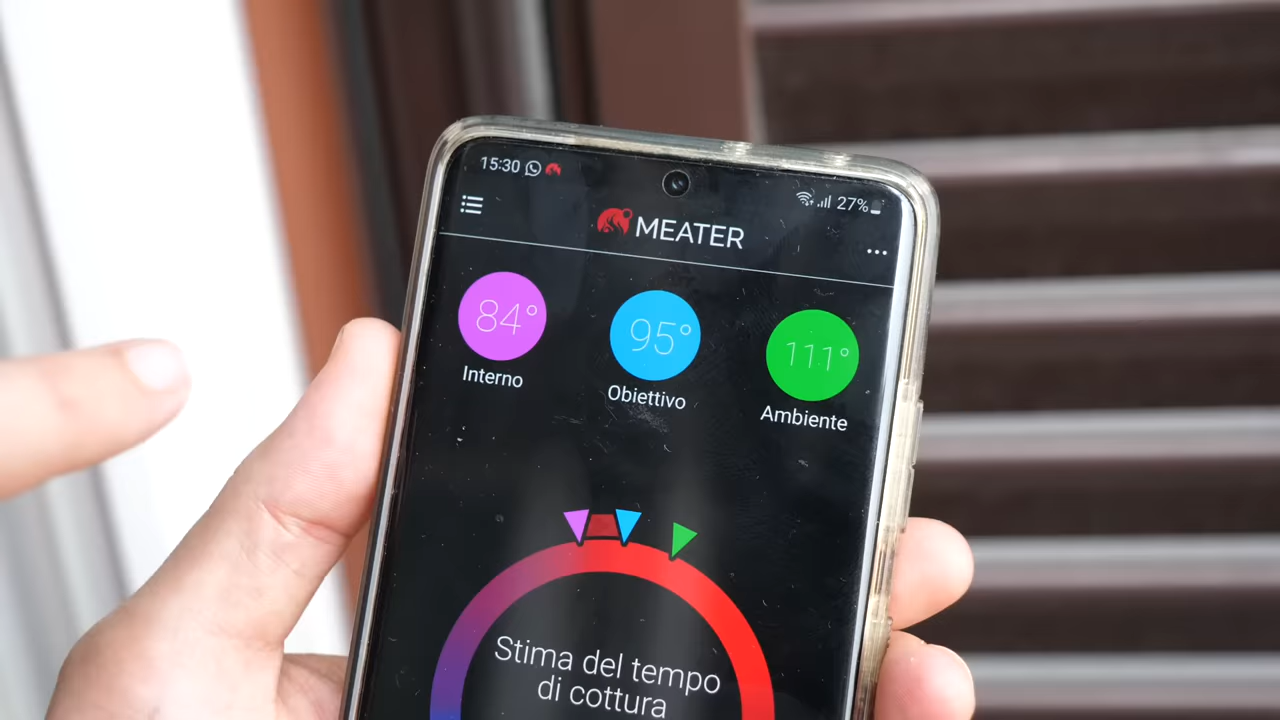 15:30
27%
MEATER
84°
95°
111°
Interno
Obiettivo
Ambiente
Stima del tempo
di cottura